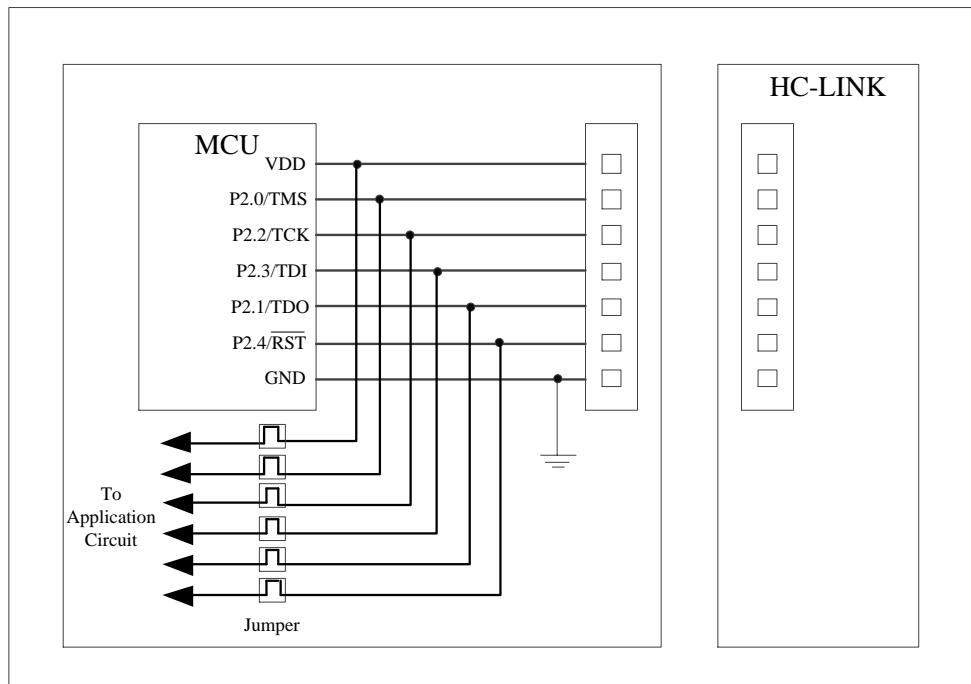 HC-LINK
MCU
VDD
P2.0/TMS
P2.2/TCK
P2.3/TDI
P2.1/TDO
P2.4/RST
GND
To
Application
Circuit
Jumper